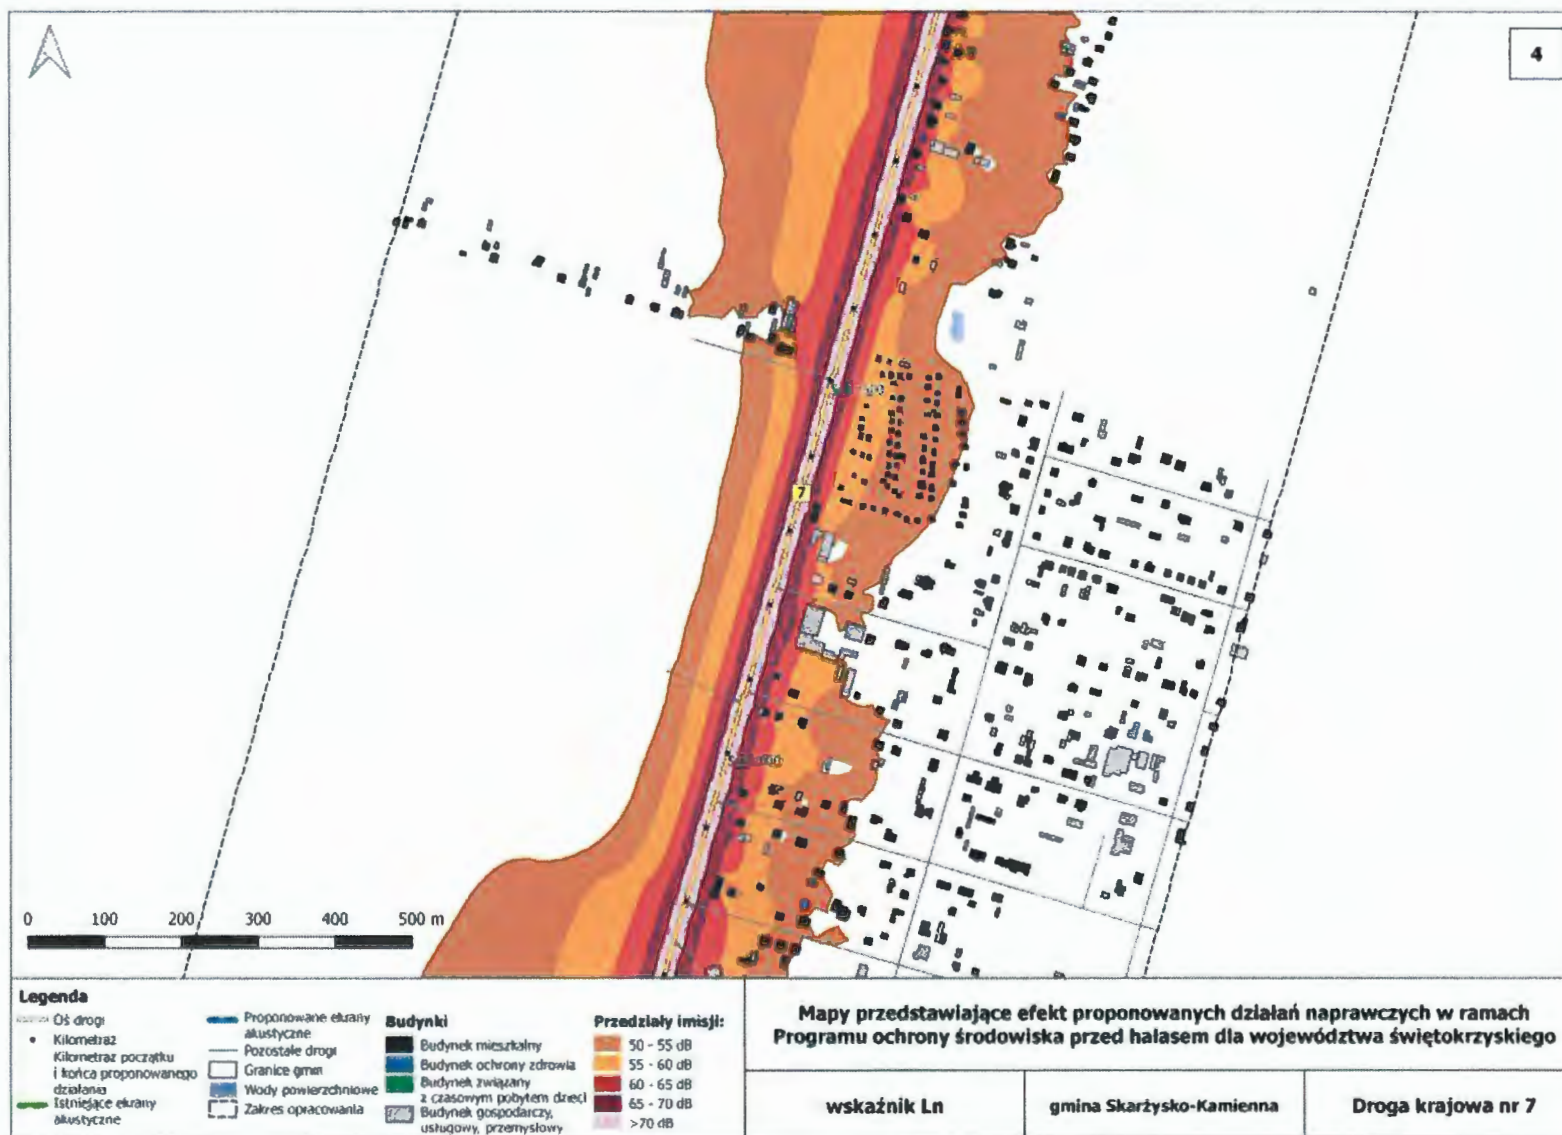 4
7
0 100 200 300 400 500 m
Legenda
Oś drogi
Kilometraż
Kilometraż początku
i końca proponowanego
działania
Istniejące ekrany
akustyczne
Proponowane ekrany
akustyczne
Pozostałe drogi
Granice gmin
Wody powierzchniowe
Zakres opracowania
Budynki
Budynek mieszkalny
Budynek ochrony zdrowia
Budynek związany
z czasowym pobytem dzieci
Budynek gospodarczy,
usługowy, przemysłowy
Przedziały imisji:
50 - 55 dB
55 - 60 dB
60 - 65 dB
65 - 70 dB
>70 dB
Mapy przedstawiające efekt proponowanych działań naprawczych w ramach
Programu ochrony środowiska przed hałasem dla województwa świętokrzyskiego
wskaźnik Ln
gmina Skarżysko-Kamienna
Droga krajowa nr 7